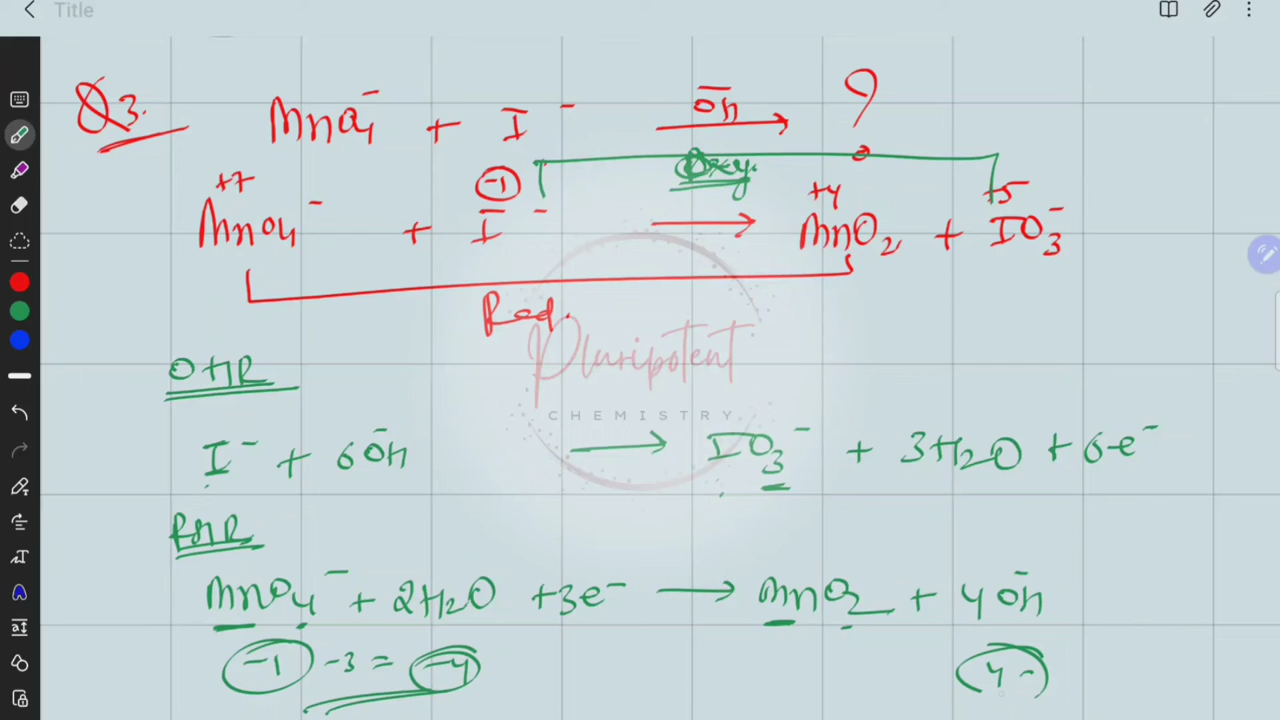 Title
Q3. MnO₄⁻ + I⁻ —OH⁻→ ?
Oxy.
+7 -1 +4 +5
MnO₄⁻ + I⁻ → MnO₂ + IO₃⁻
Red.
Pluripotent
CHEMISTRY
OHR
I⁻ + 6OH⁻ → IO₃⁻ + 3H₂O + 6e⁻
RHR
MnO₄⁻ + 2H₂O + 3e⁻ → MnO₂ + 4OH⁻
-1 -3 = -4 4-